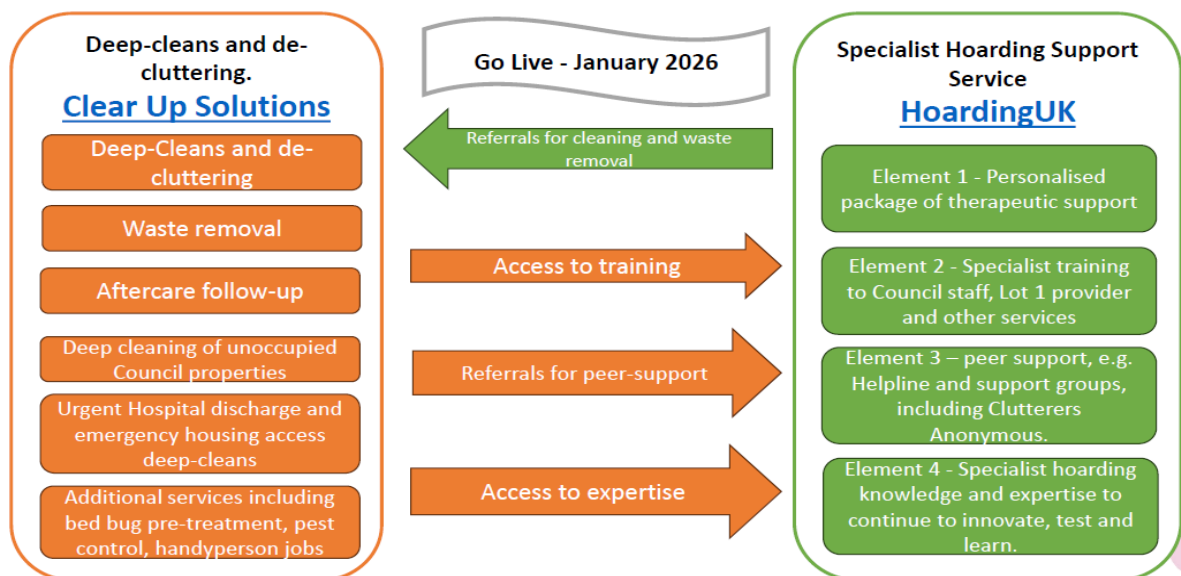 Deep-cleans and de-
cluttering.
Clear Up Solutions
Deep-Cleans and de-
cluttering
Waste removal
Aftercare follow-up
Deep cleaning of unoccupied
Council properties
Urgent Hospital discharge and
emergency housing access
deep-cleans
Additional services including
bed bug pre-treatment, pest
control, handyperson jobs
Go Live - January 2026
Referrals for cleaning and waste
removal
Access to training
Referrals for peer-support
Access to expertise
Specialist Hoarding Support
Service
HoardingUK
Element 1 - Personalised
package of therapeutic support
Element 2 - Specialist training
to Council staff, Lot 1 provider
and other services
Element 3 – peer support, e.g.
Helpline and support groups,
including Clutterers
Anonymous.
Element 4 - Specialist hoarding
knowledge and expertise to
continue to innovate, test and
learn.